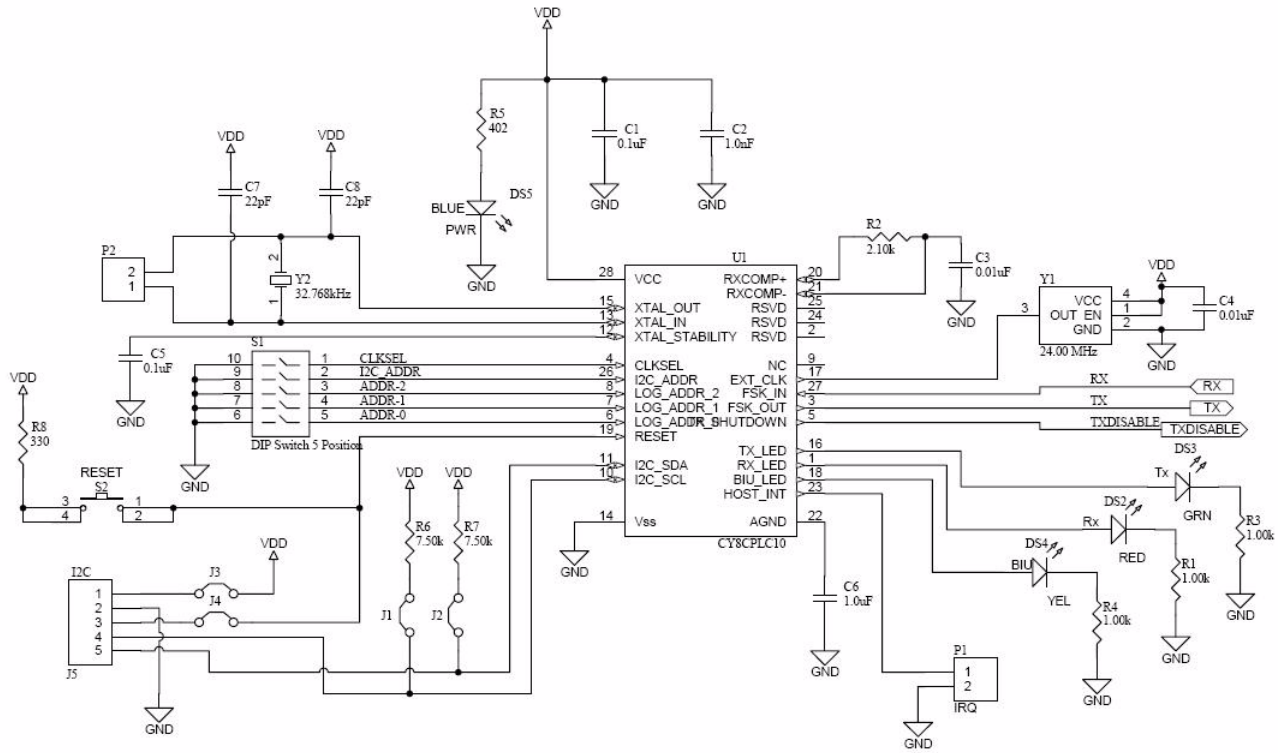 VDD
R5
402
C1
0.1uF
C2
1.0nF
GND
GND
BLUE
DS5
PWR
GND
VDD
C7
22pF
VDD
C8
22pF
P2
2
1
2
Y2
1
32.768kHz
C5
0.1uF
GND
S1
10
9
8
7
6
1 CLKSEL
2 I2C_ADDR
3 ADDR-2
4 ADDR-1
5 ADDR-0
DIP Switch 5 Position
GND
VDD
R8
330
RESET
S2
3
4
1
2
I2C
1
2
3
4
5
J5
J3
J4
VDD
GND
VDD
VDD
R6
7.50k
R7
7.50k
J1
J2
U1
28 VCC
15 XTAL_OUT
13 XTAL_IN
12 XTAL_STABILITY
4 CLKSEL
26 I2C_ADDR
8 LOG_ADDR_2
7 LOG_ADDR_1
6 LOG_ADDR_0
19 RESET
11 I2C_SDA
10 I2C_SCL
14 Vss
GND
RXCOMP+ 20
RXCOMP- 21
RSVD 25
RSVD 24
RSVD 2
NC 9
EXT_CLK 17
FSK_IN 27
FSK_OUT 3
SHUTDOWN 5
TX_LED 16
RX_LED 1
BIU_LED 18
HOST_INT 23
AGND 22
CY8CPLC10
R2
2.10k
C3
0.01uF
GND
Y1
3
VCC 4
OUT EN 1
GND 2
24.00 MHz
VDD
C4
0.01uF
GND
RX RX
TX TX
TXDISABLE TXDISABLE
DS3
Tx
GRN
R3
1.00k
GND
DS2
Rx
RED
R1
1.00k
GND
DS4
BIU
YEL
R4
1.00k
GND
C6
1.0uF
GND
P1
1
2
IRQ
GND